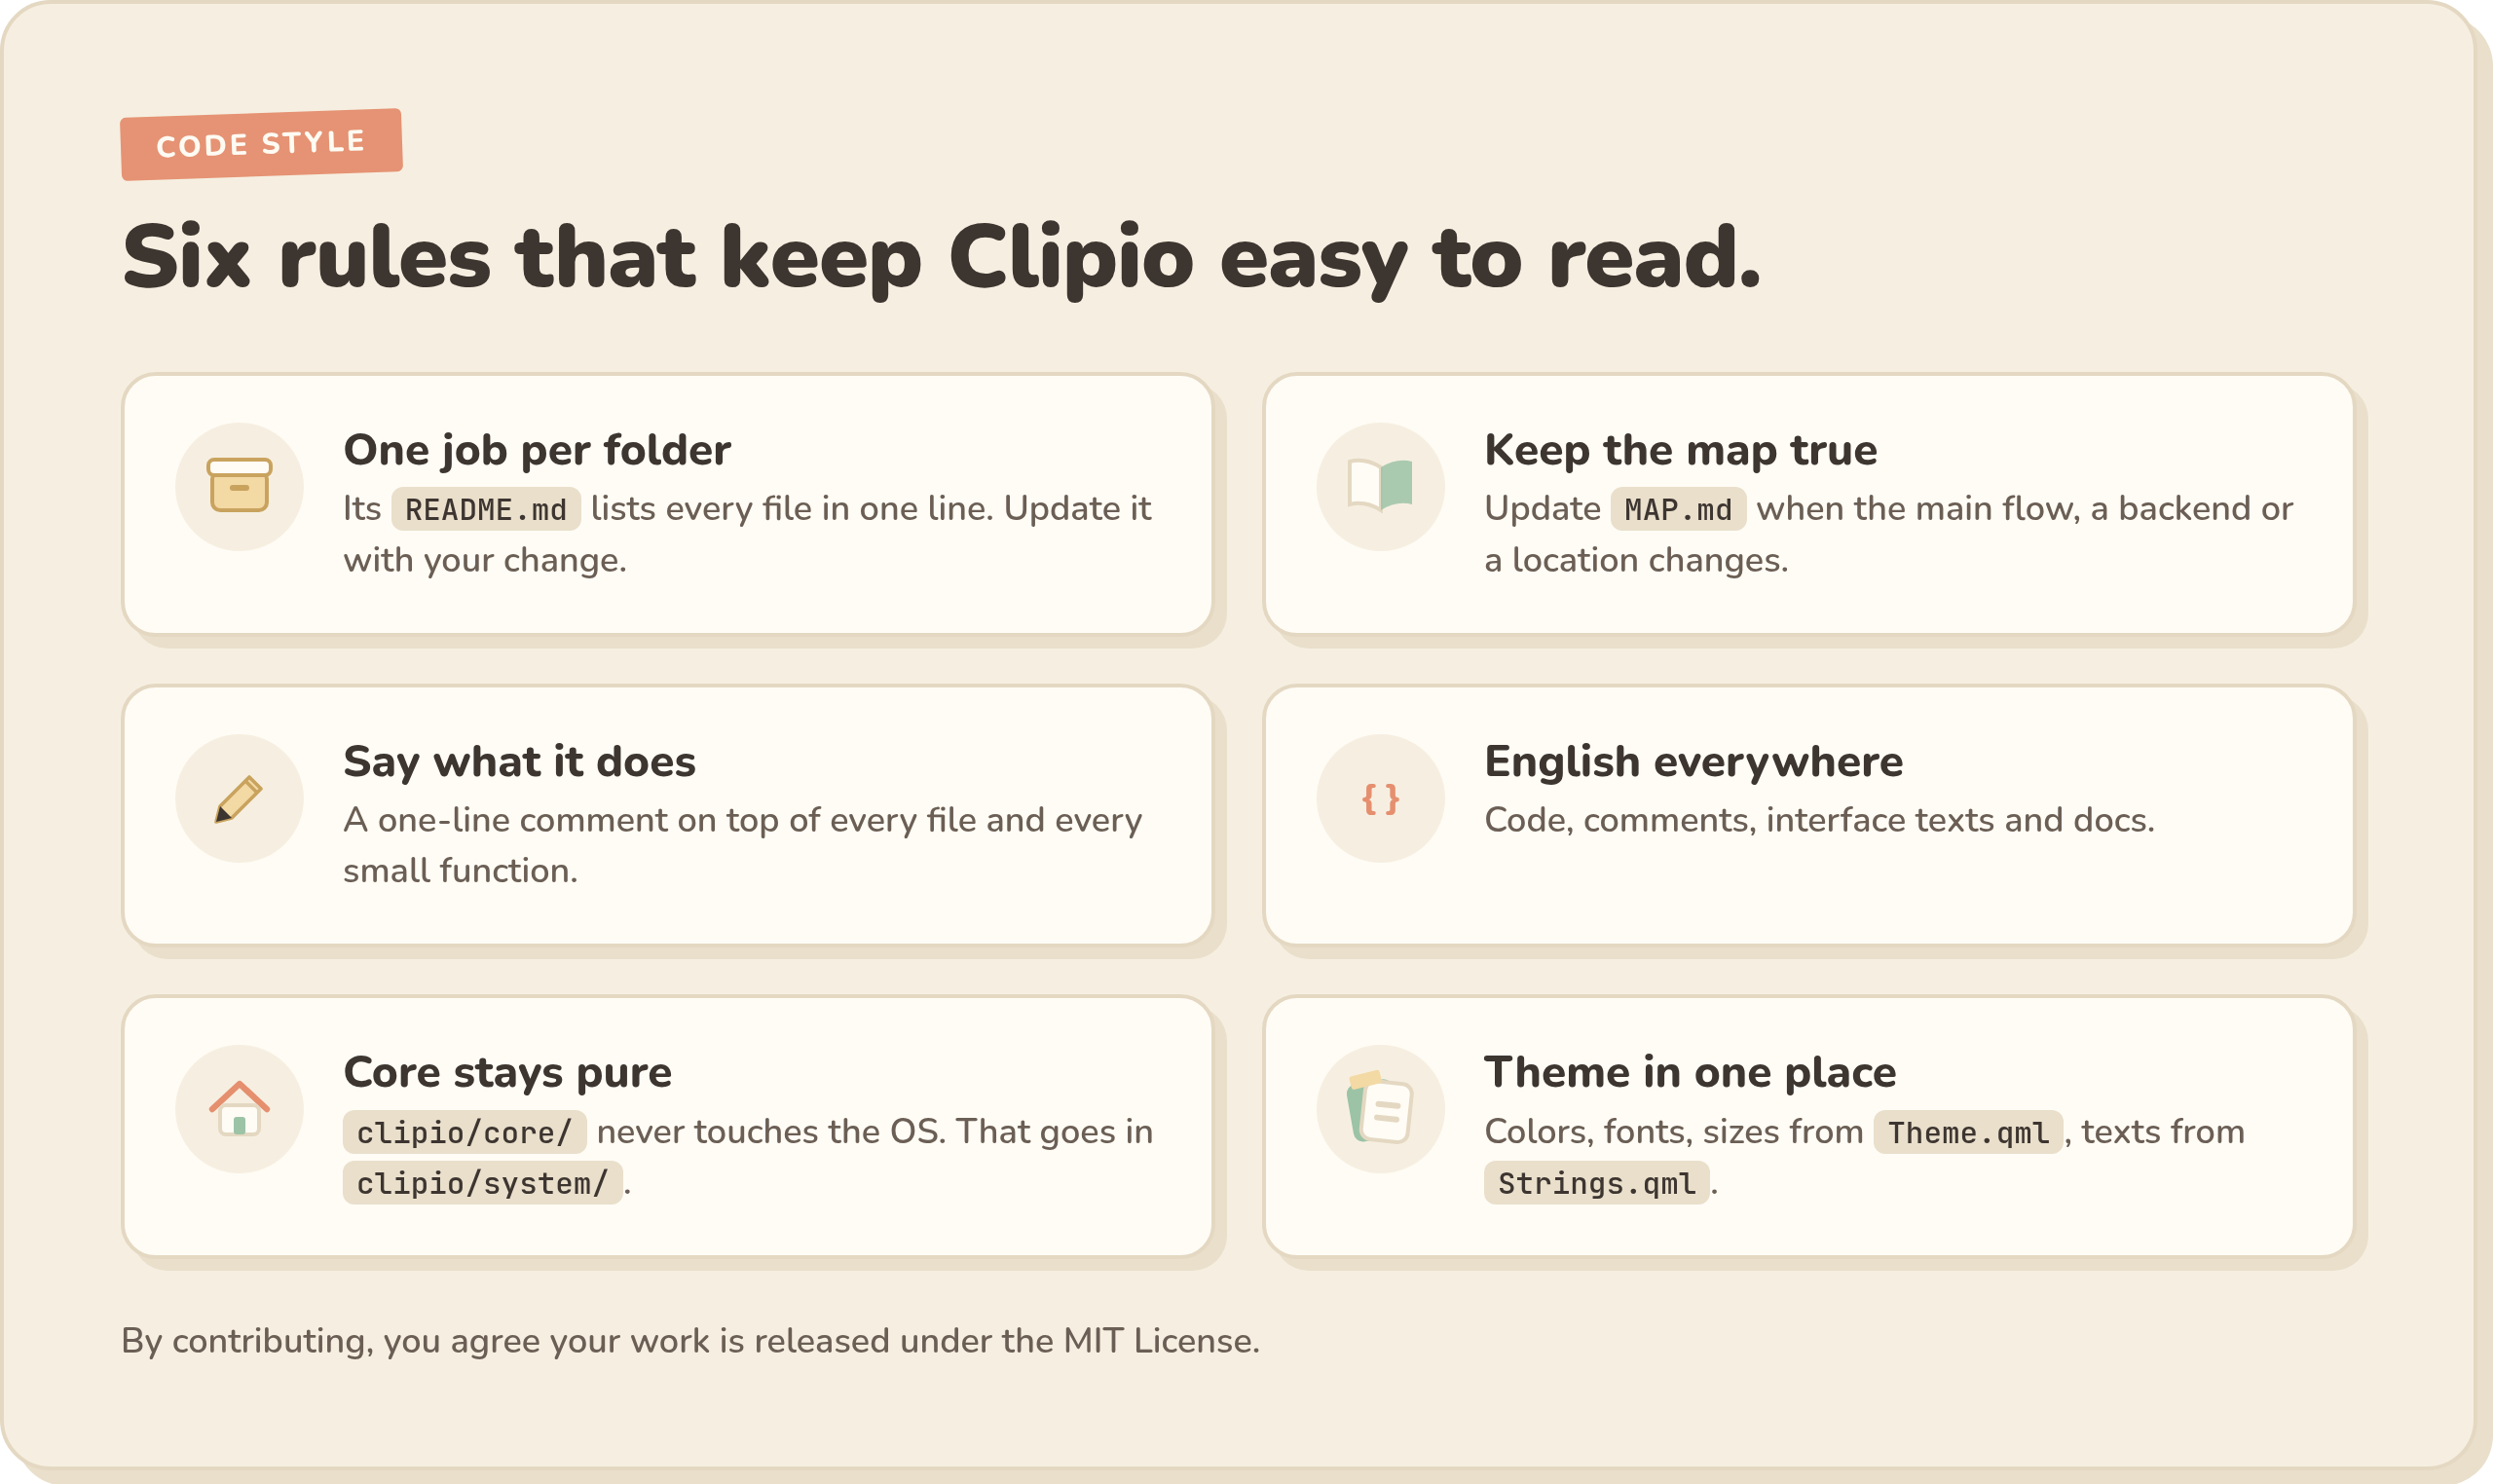 CODE STYLE
Six rules that keep Clipio easy to read.
One job per folder
Its README.md lists every file in one line. Update it
with your change.
Keep the map true
Update MAP.md when the main flow, a backend or
a location changes.
Say what it does
A one-line comment on top of every file and every
small function.
{ }
English everywhere
Code, comments, interface texts and docs.
Core stays pure
clipio/core/ never touches the OS. That goes in
clipio/system/.
Theme in one place
Colors, fonts, sizes from Theme.qml, texts from
Strings.qml.
By contributing, you agree your work is released under the MIT License.